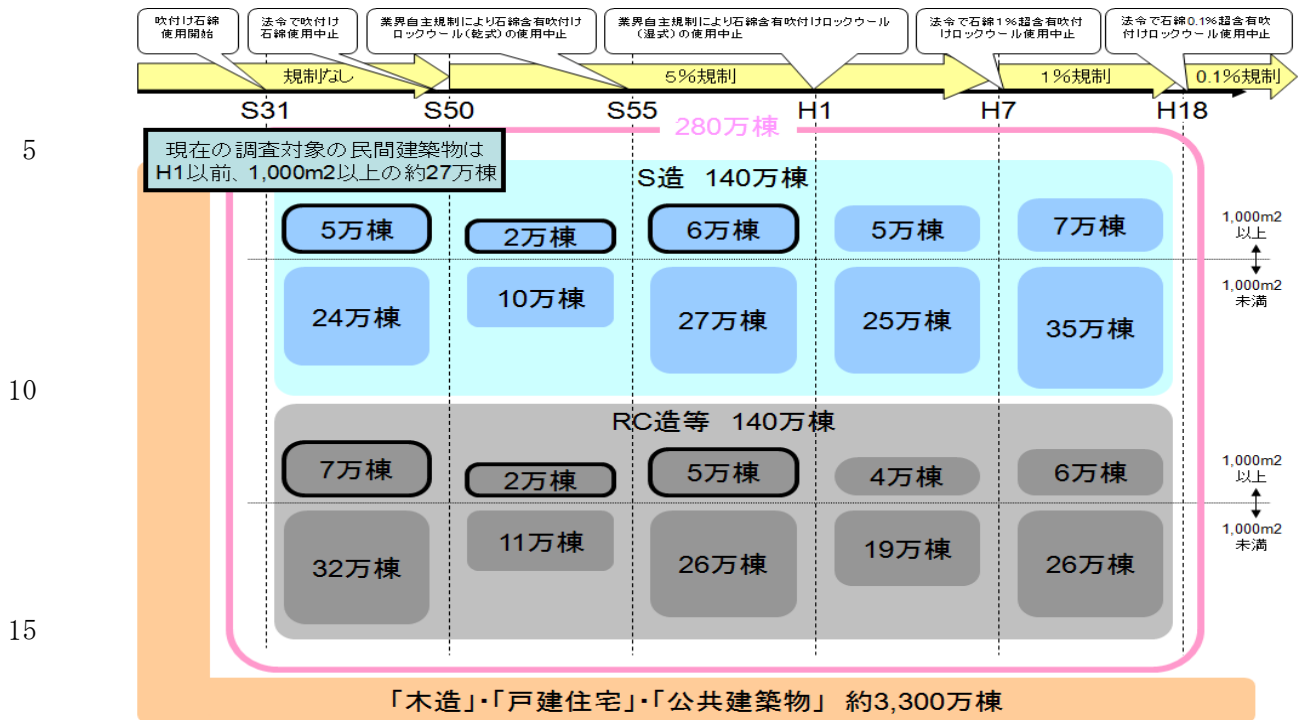 吹付け石綿
使用開始
法令で吹付け
石綿使用中止
業界自主規制により石綿含有吹付け
ロックウール(乾式)の使用中止
業界自主規制により石綿含有吹付けロックウール
(湿式)の使用中止
法令で石綿1%超含有吹付
けロックウール使用中止
法令で石綿0.1%超含有吹
付けロックウール使用中止
規制なし
5%規制
1%規制
0.1%規制
S31
S50
S55
H1
H7
H18
280万棟
5
現在の調査対象の民間建築物は
H1以前、1,000m2以上の約27万棟
S造 140万棟
5万棟
2万棟
6万棟
5万棟
7万棟
1,000m2
以上
1,000m2
未満
24万棟
10万棟
27万棟
25万棟
35万棟
10
RC造等 140万棟
7万棟
2万棟
5万棟
4万棟
6万棟
1,000m2
以上
1,000m2
未満
32万棟
11万棟
26万棟
19万棟
26万棟
15
「木造」・「戸建住宅」・「公共建築物」 約3,300万棟